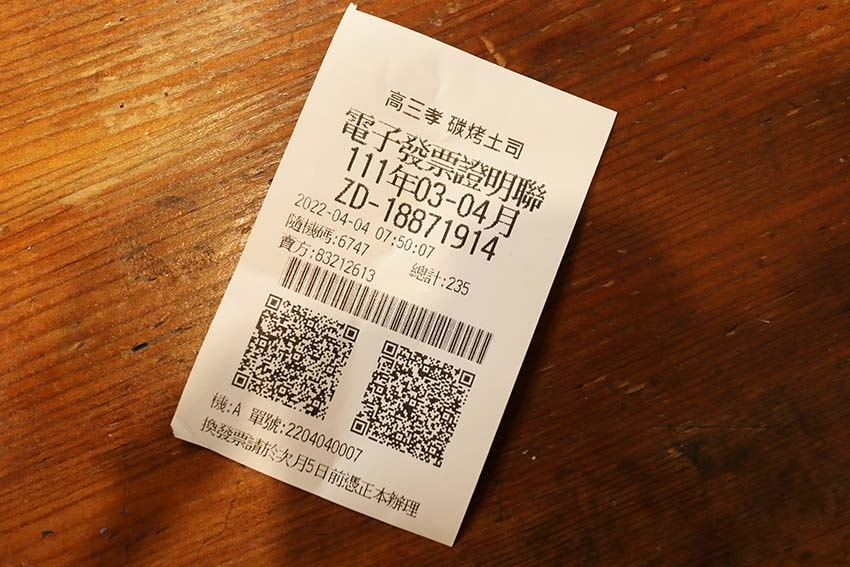 高三孝 碳烤土司
電子發票證明聯
111年03-04月
ZD-18871914
2022-04-04 07:50:07
隨機碼:6747 總計:235
賣方:83212613
機:A 單號:2204040007
換發票請於次月5日前憑正本辦理